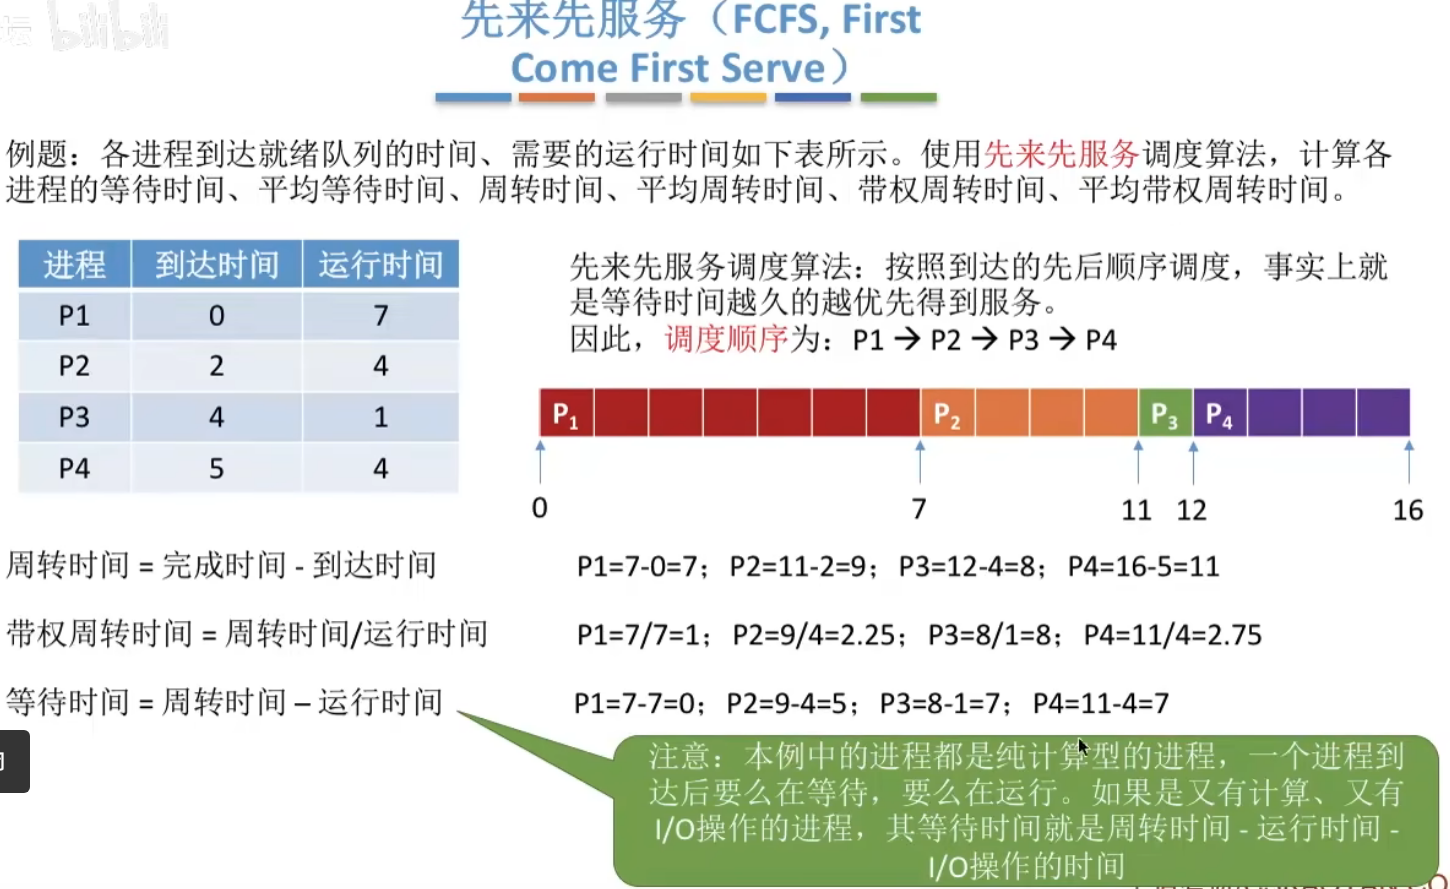 坛 bilibili
先来先服务（FCFS, First
Come First Serve）
例题：各进程到达就绪队列的时间、需要的运行时间如下表所示。使用先来先服务调度算法，计算各
进程的等待时间、平均等待时间、周转时间、平均周转时间、带权周转时间、平均带权周转时间。
进程 到达时间 运行时间
P1 0 7
P2 2 4
P3 4 1
P4 5 4
先来先服务调度算法：按照到达的先后顺序调度，事实上就
是等待时间越久的越优先得到服务。
因此，调度顺序为：P1 → P2 → P3 → P4
P1 P2 P3 P4
0 7 11 12 16
周转时间 = 完成时间 - 到达时间
P1=7-0=7；P2=11-2=9；P3=12-4=8；P4=16-5=11
带权周转时间 = 周转时间/运行时间
P1=7/7=1；P2=9/4=2.25；P3=8/1=8；P4=11/4=2.75
等待时间 = 周转时间 – 运行时间
P1=7-7=0；P2=9-4=5；P3=8-1=7；P4=11-4=7
注意：本例中的进程都是纯计算型的进程，一个进程到
达后要么在等待，要么在运行。如果是又有计算、又有
I/O操作的进程，其等待时间就是周转时间 - 运行时间 -
I/O操作的时间